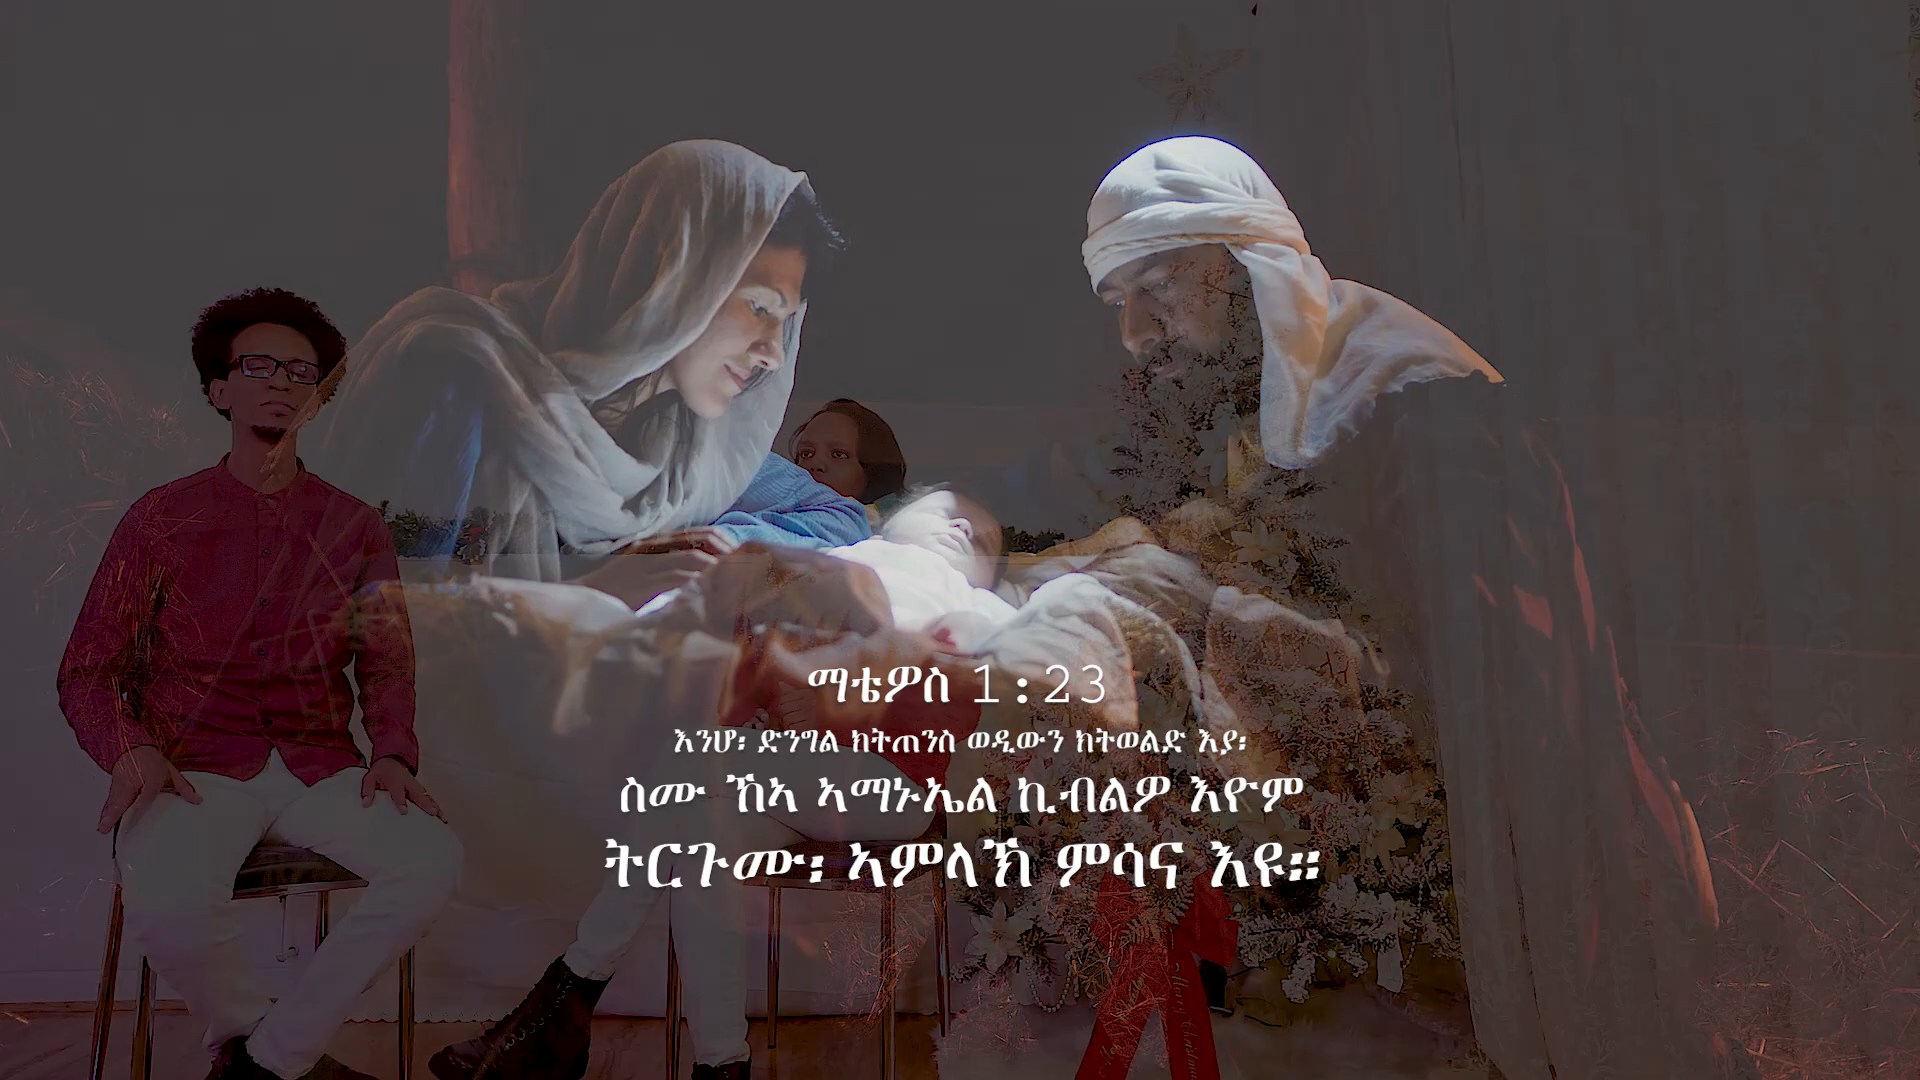 ማቴዎስ 1:23
እንሆ፡ ድንግል ክትጠንስ ወዲውን ክትወልድ እያ፡
ስሙ ኸኣ ኣማኑኤል ኪብልዎ እዮም
ትርጉሙ፡ ኣምላኽ ምሳና እዩ።